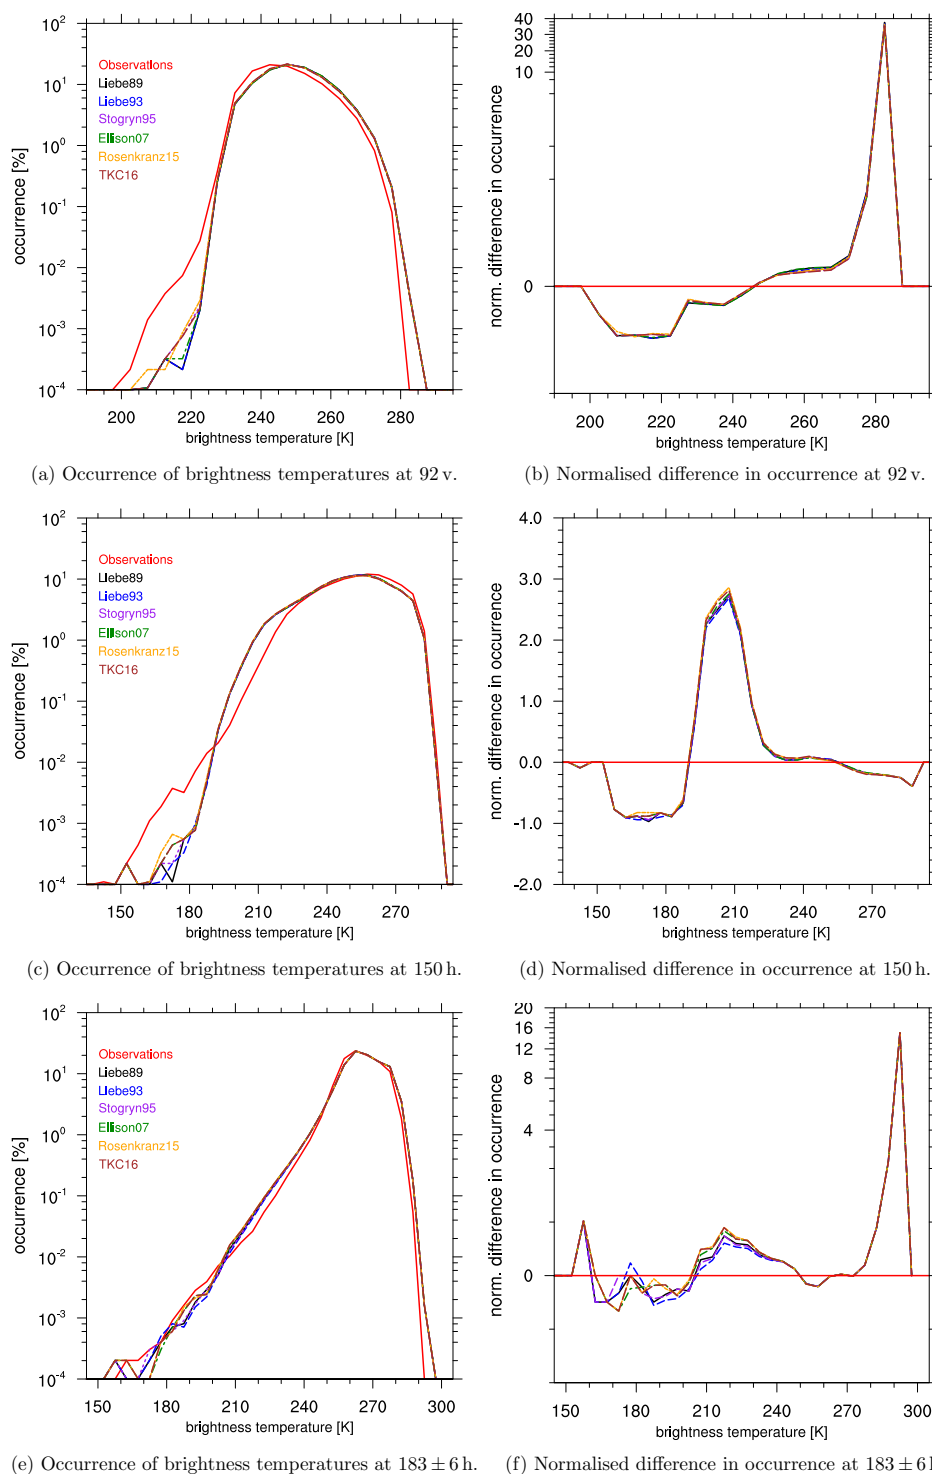 10^2
10^1
10^0
10^-1
10^-2
10^-3
10^-4
occurrence [%]
Observations
Liebe89
Liebe93
Stogryn95
Ellison07
Rosenkranz15
TKC16
200 220 240 260 280
brightness temperature [K]
(a) Occurrence of brightness temperatures at 92 v.
40
30
20
10
0
norm. difference in occurrence
200 220 240 260 280
brightness temperature [K]
(b) Normalised difference in occurrence at 92 v.
10^2
10^1
10^0
10^-1
10^-2
10^-3
10^-4
occurrence [%]
Observations
Liebe89
Liebe93
Stogryn95
Ellison07
Rosenkranz15
TKC16
150 180 210 240 270
brightness temperature [K]
(c) Occurrence of brightness temperatures at 150 h.
4.0
3.0
2.0
1.0
0.0
-1.0
-2.0
norm. difference in occurrence
150 180 210 240 270
brightness temperature [K]
(d) Normalised difference in occurrence at 150 h.
10^2
10^1
10^0
10^-1
10^-2
10^-3
10^-4
occurrence [%]
Observations
Liebe89
Liebe93
Stogryn95
Ellison07
Rosenkranz15
TKC16
150 180 210 240 270 300
brightness temperature [K]
(e) Occurrence of brightness temperatures at 183 ± 6 h.
20
16
12
8
4
0
norm. difference in occurrence
150 180 210 240 270 300
brightness temperature [K]
(f) Normalised difference in occurrence at 183 ± 6